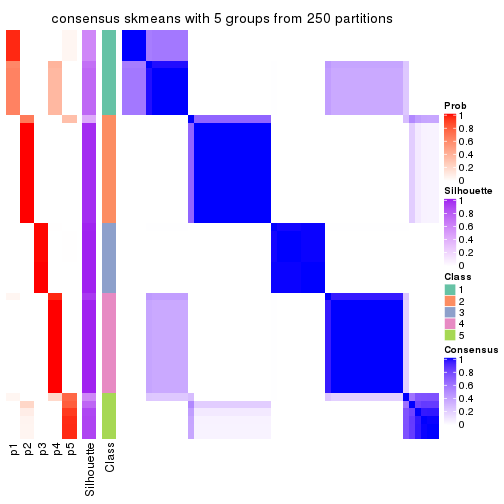 consensus skmeans with 5 groups from 250 partitions
Prob
1
0.8
0.6
0.4
0.2
0
Silhouette
1
0.8
0.6
0.4
0.2
0
Class
1
2
3
4
5
Consensus
1
0.8
0.6
0.4
0.2
0
p1
p2
p3
p4
p5
Silhouette
Class